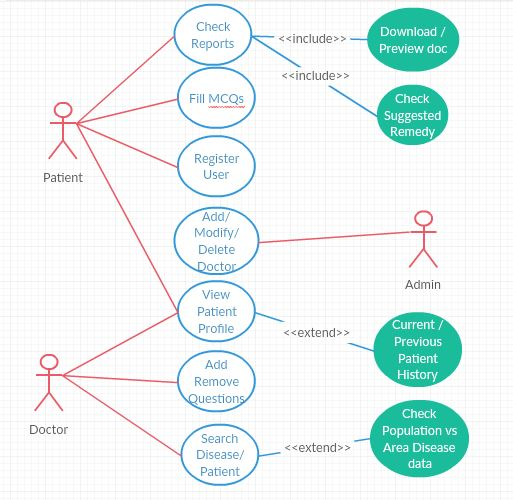 Check
Reports
<<include>>
Download /
Preview doc
<<include>>
Fill MCQs
Check
Suggested
Remedy
Patient
Register
User
Add/
Modify/
Delete
Doctor
Admin
View
Patient
Profile
<<extend>>
Current /
Previous
Patient
History
Doctor
Add
Remove
Questions
Search
Disease/
Patient
<<extend>>
Check
Population vs
Area Disease
data